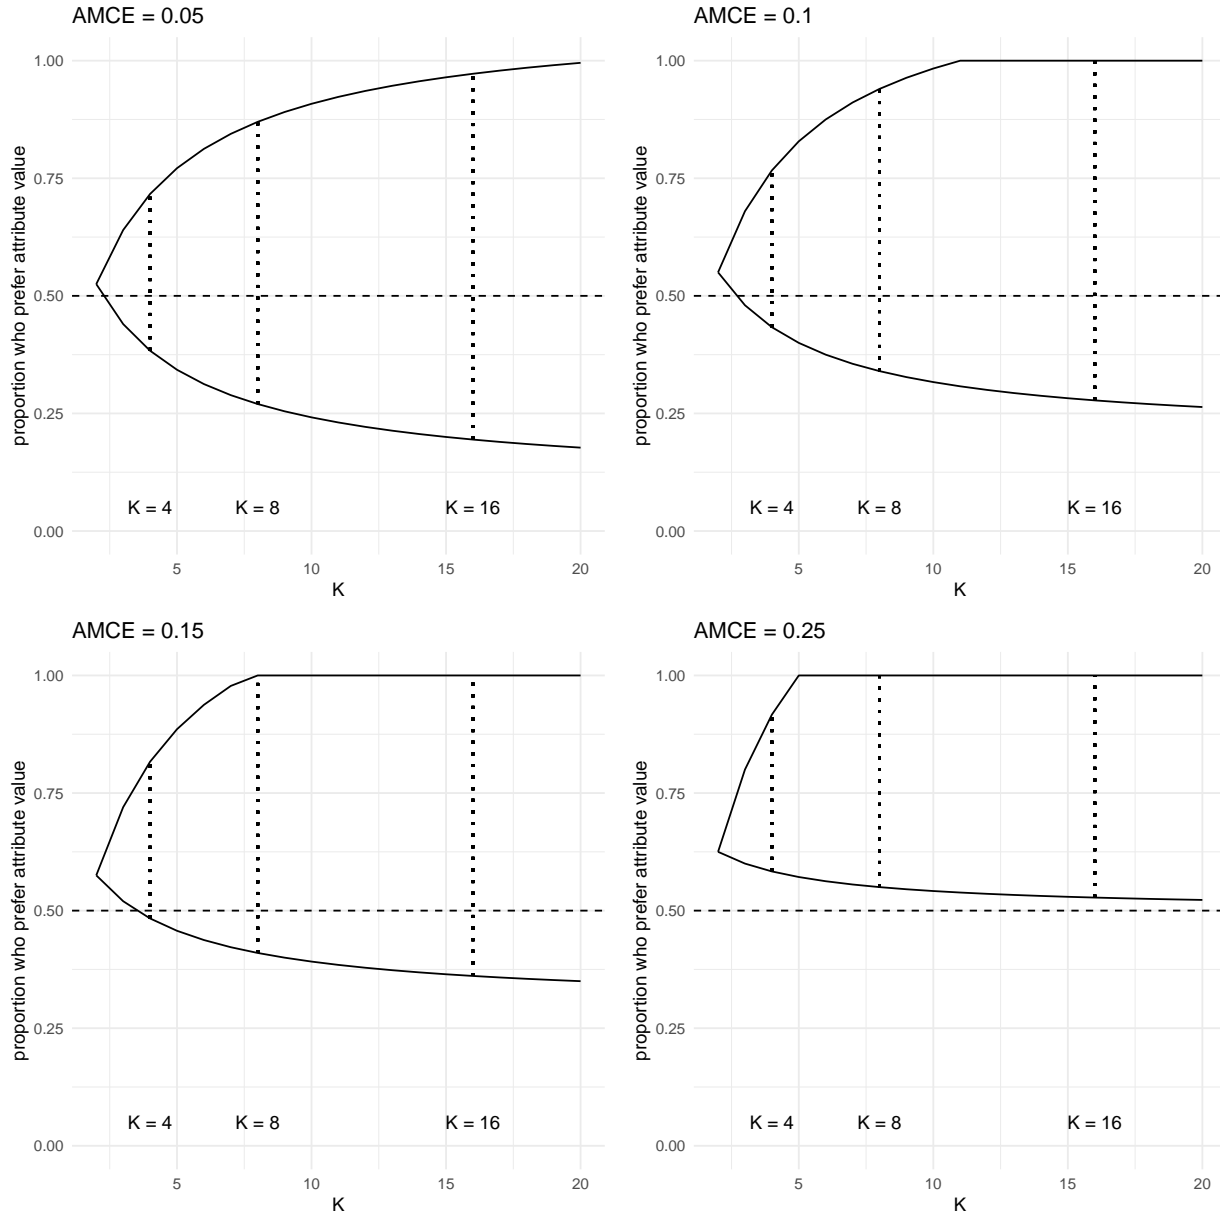 AMCE = 0.05
proportion who prefer attribute value
1.00
0.75
0.50
0.25
0.00
K = 4 K = 8 K = 16
5 10 15 20
K
AMCE = 0.1
proportion who prefer attribute value
1.00
0.75
0.50
0.25
0.00
K = 4 K = 8 K = 16
5 10 15 20
K
AMCE = 0.15
proportion who prefer attribute value
1.00
0.75
0.50
0.25
0.00
K = 4 K = 8 K = 16
5 10 15 20
K
AMCE = 0.25
proportion who prefer attribute value
1.00
0.75
0.50
0.25
0.00
K = 4 K = 8 K = 16
5 10 15 20
K